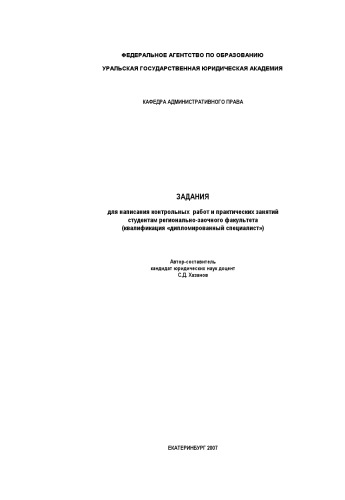 ФЕДЕРАЛЬНОЕ АГЕНТСТВО ПО ОБРАЗОВАНИЮ
УРАЛЬСКАЯ ГОСУДАРСТВЕННАЯ ЮРИДИЧЕСКАЯ АКАДЕМИЯ
КАФЕДРА АДМИНИСТРАТИВНОГО ПРАВА
ЗАДАНИЯ
для написания контрольных работ и практических занятий
студентам регионально-заочного факультета
(квалификация «дипломированный специалист»)
Автор-составитель
кандидат юридических наук доцент
С.Д. Хазанов
ЕКАТЕРИНБУРГ 2007